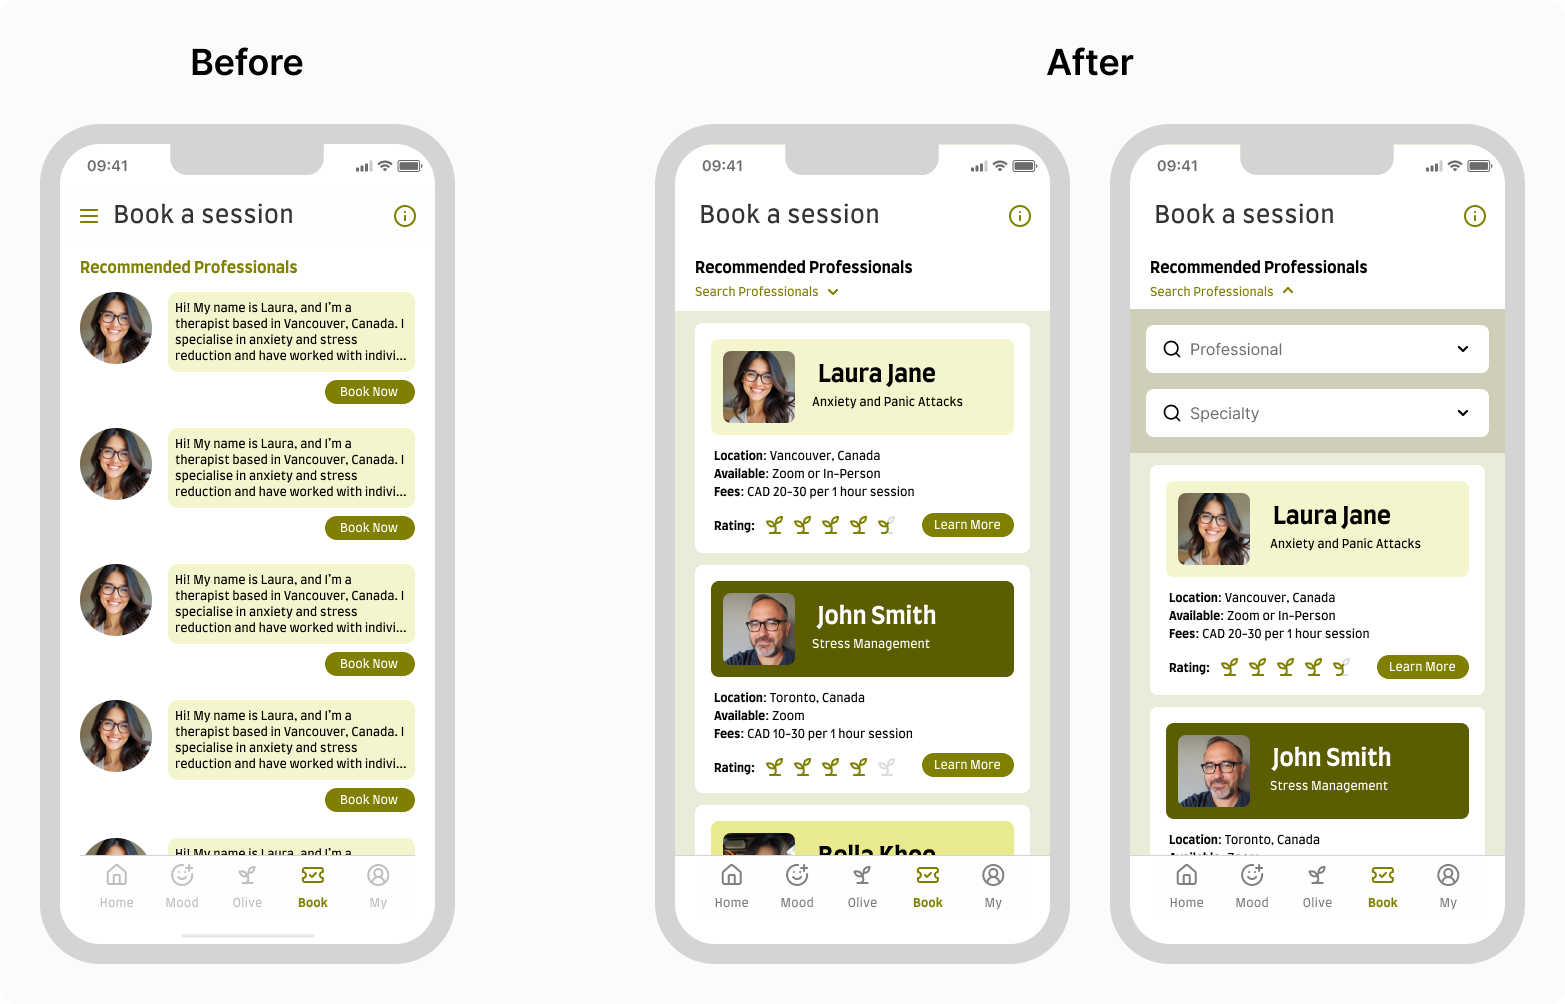 Before
After
09:41
Book a session
Recommended Professionals
Hi! My name is Laura, and I'm a
therapist based in Vancouver, Canada. I
specialise in anxiety and stress
reduction and have worked with indivi...
Book Now
Hi! My name is Laura, and I'm a
therapist based in Vancouver, Canada. I
specialise in anxiety and stress
reduction and have worked with indivi...
Book Now
Hi! My name is Laura, and I'm a
therapist based in Vancouver, Canada. I
specialise in anxiety and stress
reduction and have worked with indivi...
Book Now
Hi! My name is Laura, and I'm a
therapist based in Vancouver, Canada. I
specialise in anxiety and stress
reduction and have worked with indivi...
Book Now
Hi! My name is Laura, and I'm a
Home Mood Olive Book My
09:41
Book a session
Recommended Professionals
Search Professionals
Laura Jane
Anxiety and Panic Attacks
Location: Vancouver, Canada
Available: Zoom or In-Person
Fees: CAD 20-30 per 1 hour session
Rating: Learn More
John Smith
Stress Management
Location: Toronto, Canada
Available: Zoom
Fees: CAD 10-30 per 1 hour session
Rating: Learn More
Bella Khoo
Home Mood Olive Book My
09:41
Book a session
Recommended Professionals
Search Professionals
Professional
Specialty
Laura Jane
Anxiety and Panic Attacks
Location: Vancouver, Canada
Available: Zoom or In-Person
Fees: CAD 20-30 per 1 hour session
Rating: Learn More
John Smith
Stress Management
Location: Toronto, Canada
Available: Zoom
Home Mood Olive Book My